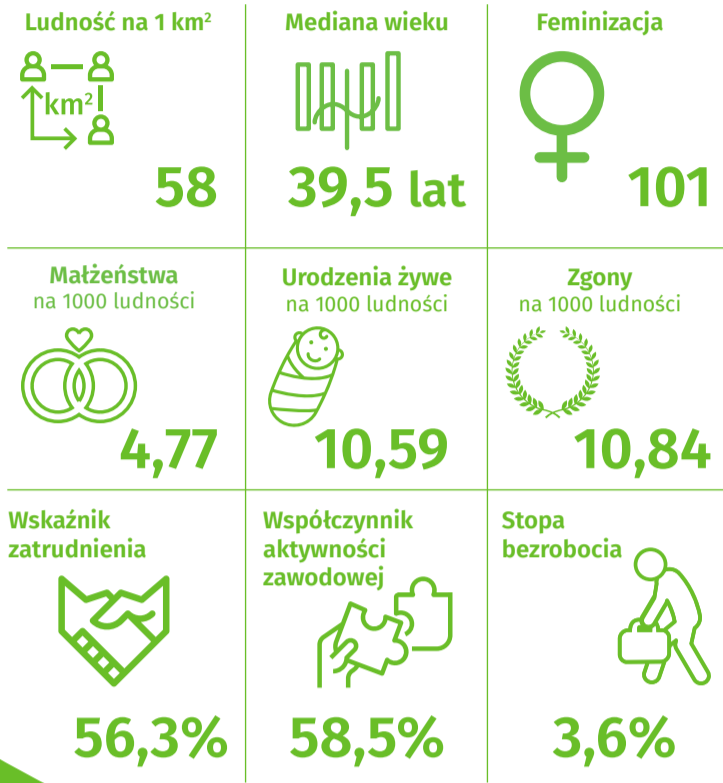 Ludność na 1 km²
km²
58
Mediana wieku
39,5 lat
Feminizacja
101
Małżeństwa
na 1000 ludności
4,77
Urodzenia żywe
na 1000 ludności
10,59
Zgony
na 1000 ludności
10,84
Wskaźnik
zatrudnienia
56,3%
Współczynnik
aktywności
zawodowej
58,5%
Stopa
bezrobocia
3,6%